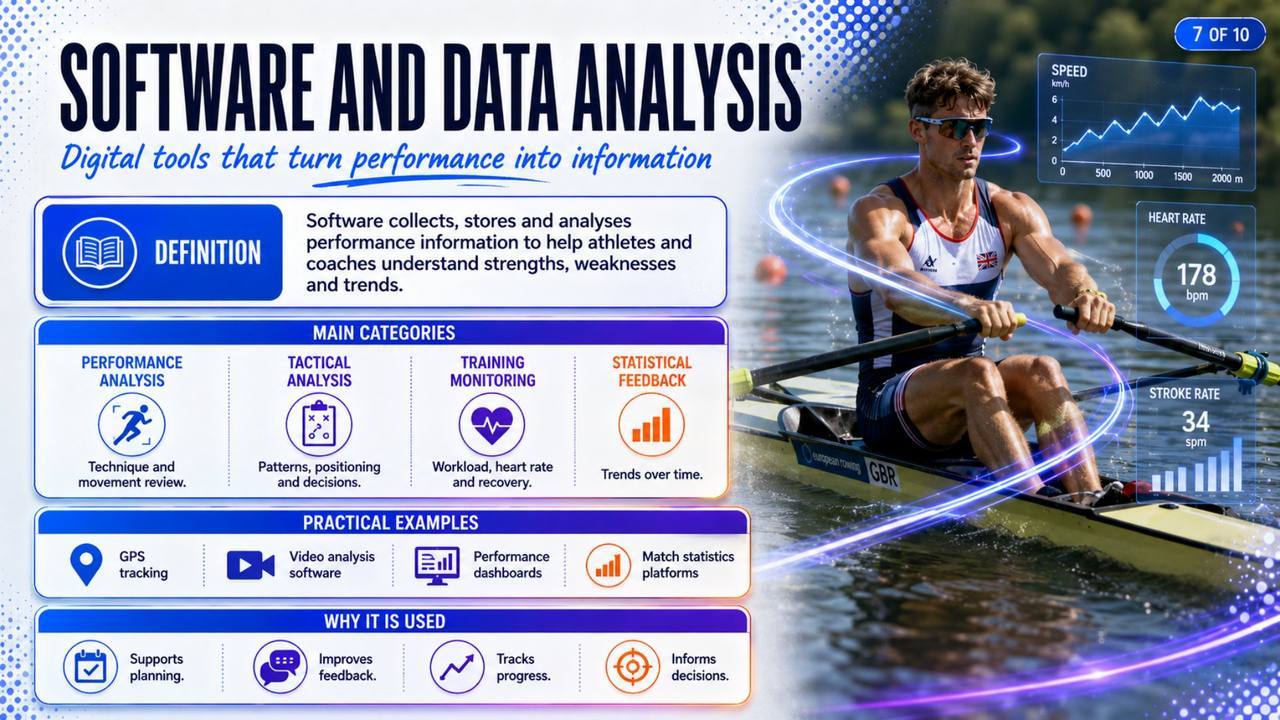 7 OF 10
SOFTWARE AND DATA ANALYSIS
Digital tools that turn performance into information
DEFINITION
Software collects, stores and analyses
performance information to help athletes and
coaches understand strengths, weaknesses
and trends.
MAIN CATEGORIES
PERFORMANCE
ANALYSIS
Technique and
movement review.
TACTICAL
ANALYSIS
Patterns, positioning
and decisions.
TRAINING
MONITORING
Workload, heart rate
and recovery.
STATISTICAL
FEEDBACK
Trends over time.
PRACTICAL EXAMPLES
GPS
tracking
Video analysis
software
Performance
dashboards
Match statistics
platforms
WHY IT IS USED
Supports
planning.
Improves
feedback.
Tracks
progress.
Informs
decisions.
SPEED
km/h
6
4
2
0
0 500 1000 1500 2000 m
HEART RATE
178
bpm
STROKE RATE
34
spm
european rowing
GBR